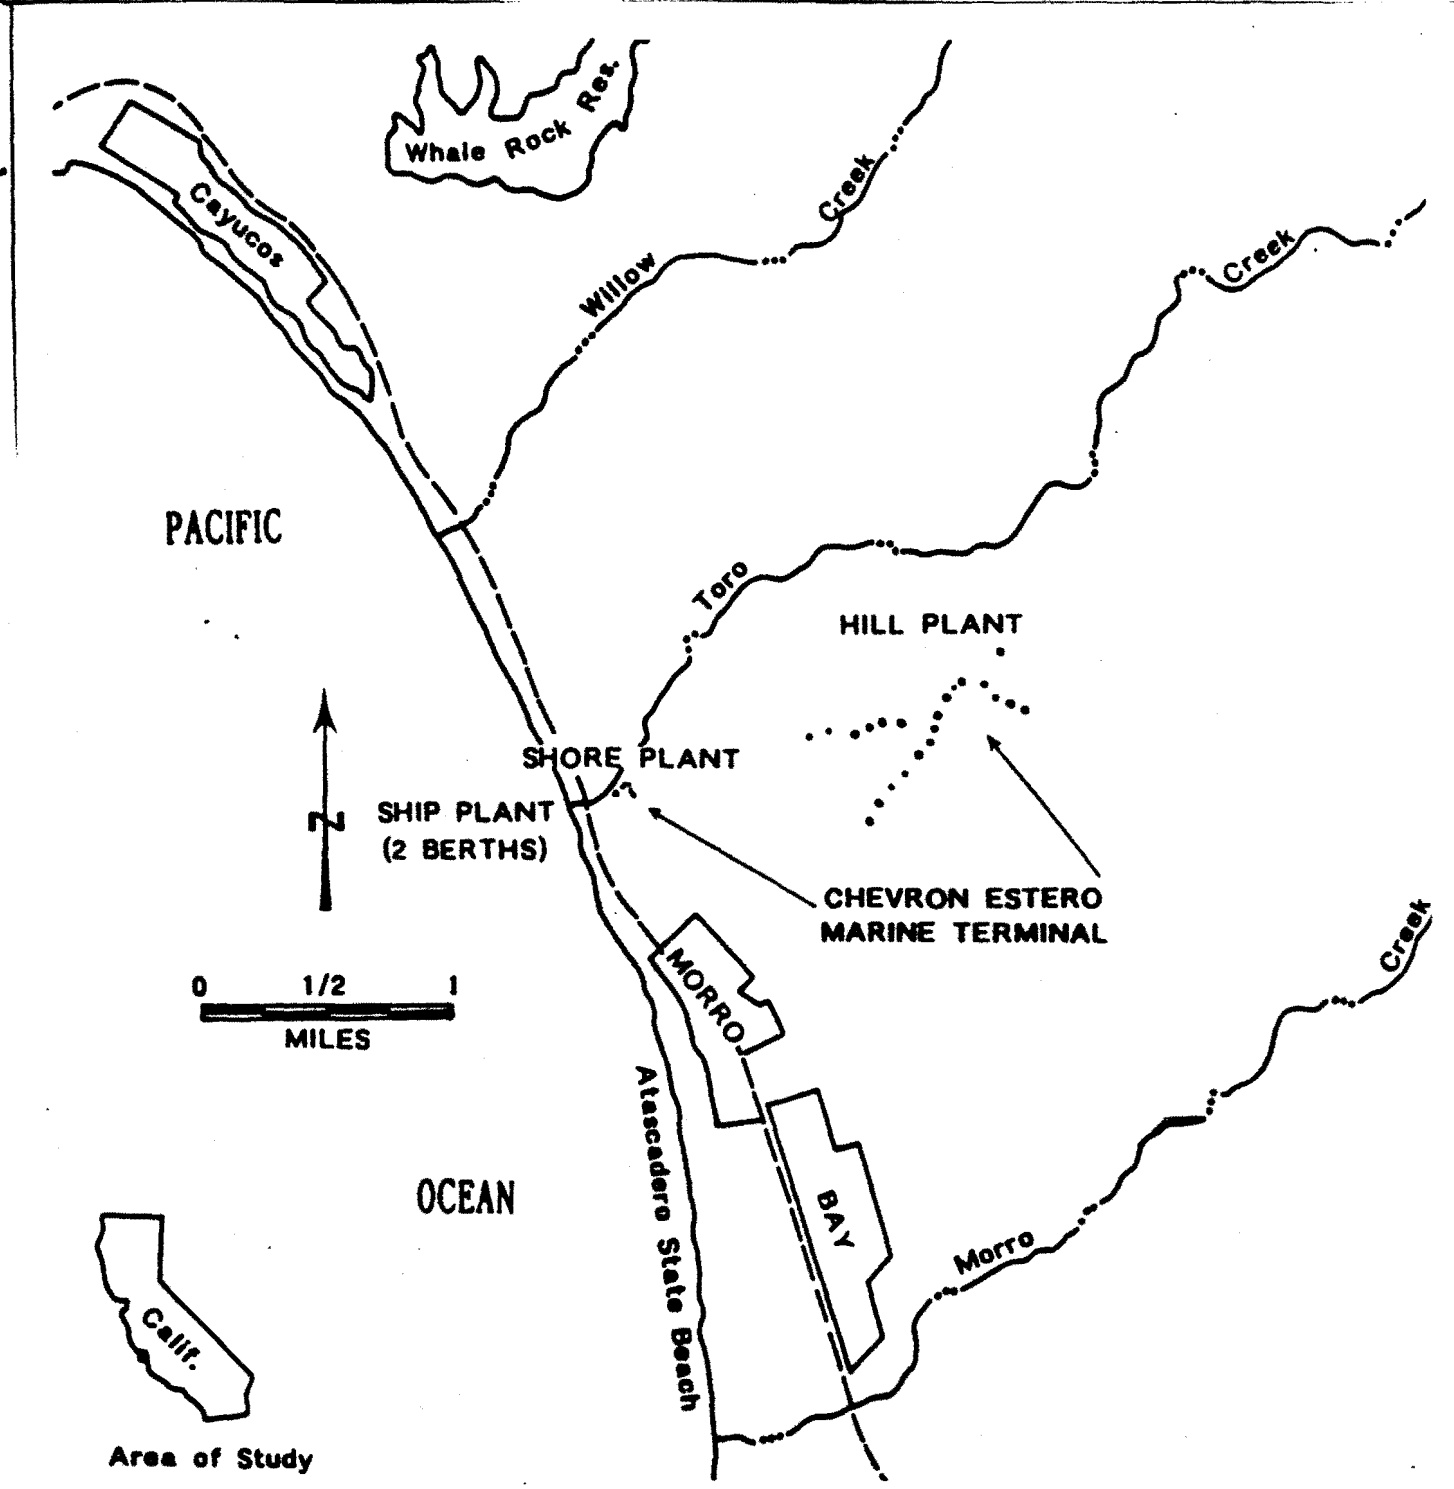 Whale Rock Res.
Cayucos
Willow Creek
Toro Creek
PACIFIC
HILL PLANT
SHORE PLANT
SHIP PLANT
(2 BERTHS)
N
CHEVRON ESTERO
MARINE TERMINAL
0 1/2 1
MILES
MORRO
BAY
Atascadero State Beach
OCEAN
Morro Creek
Calif.
Area of Study